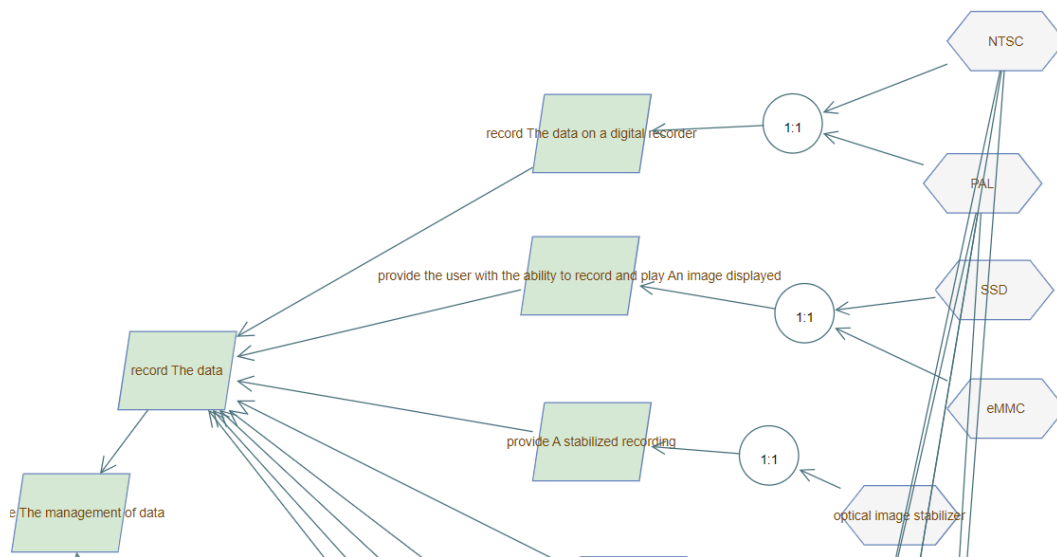 NTSC
record The data on a digital recorder
1:1
PAL
provide the user with the ability to record and play An image displayed
SSD
1:1
record The data
eMMC
provide A stabilized recording
1:1
e The management of data
optical image stabilizer